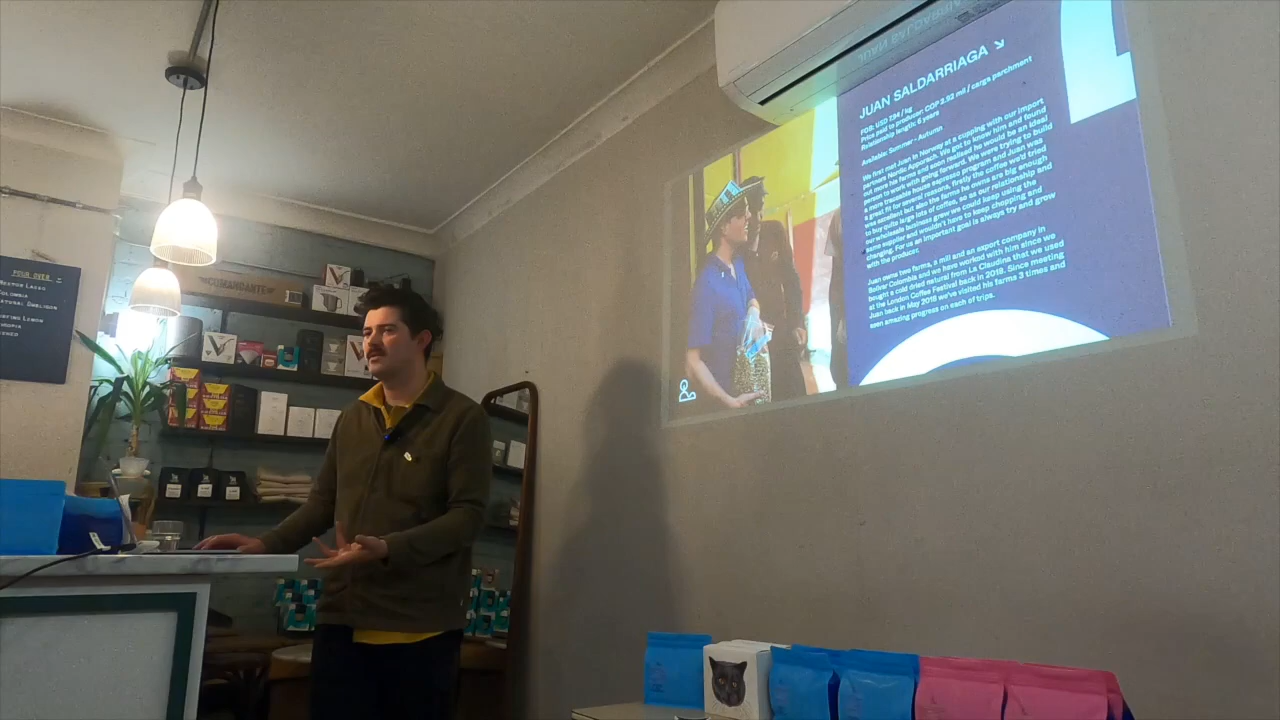 COMANDANTE
POUR OVER
COLOMBIA
JUAN SALDARRIAGA ↘
FOB: USD 7.94 / kg
Price paid to producer: COP 1.92 mil / carga parchment
Relationship length: 6 years
Available: Summer - Autumn
We first met Juan in Norway at a cupping with our import
partner Nordic Approach. We got to know him and found
out more his farms and soon realised he would be an ideal
person to work with going forward. We were trying to build
a more transparent house espresso program and Juan was
a great fit for several reasons. Firstly the coffee we'd tried
was excellent but also the farms he owns are big enough
to buy quite large lots of coffee, so as our relationship and
our wholesale business grew we could keep using the
same supplier and wouldn't have to keep chopping and
changing. For us an important goal is always try and grow
with the producer.
Juan owns two farms, a mill and an export company in
Bolivar Colombia and we have worked with him since we
bought a cold dried natural from La Claudina that we used
at the London Coffee Festival back in 2018. Since meeting
Juan back in May 2018 we've visited his farms 3 times and
seen amazing progress on each of trips.